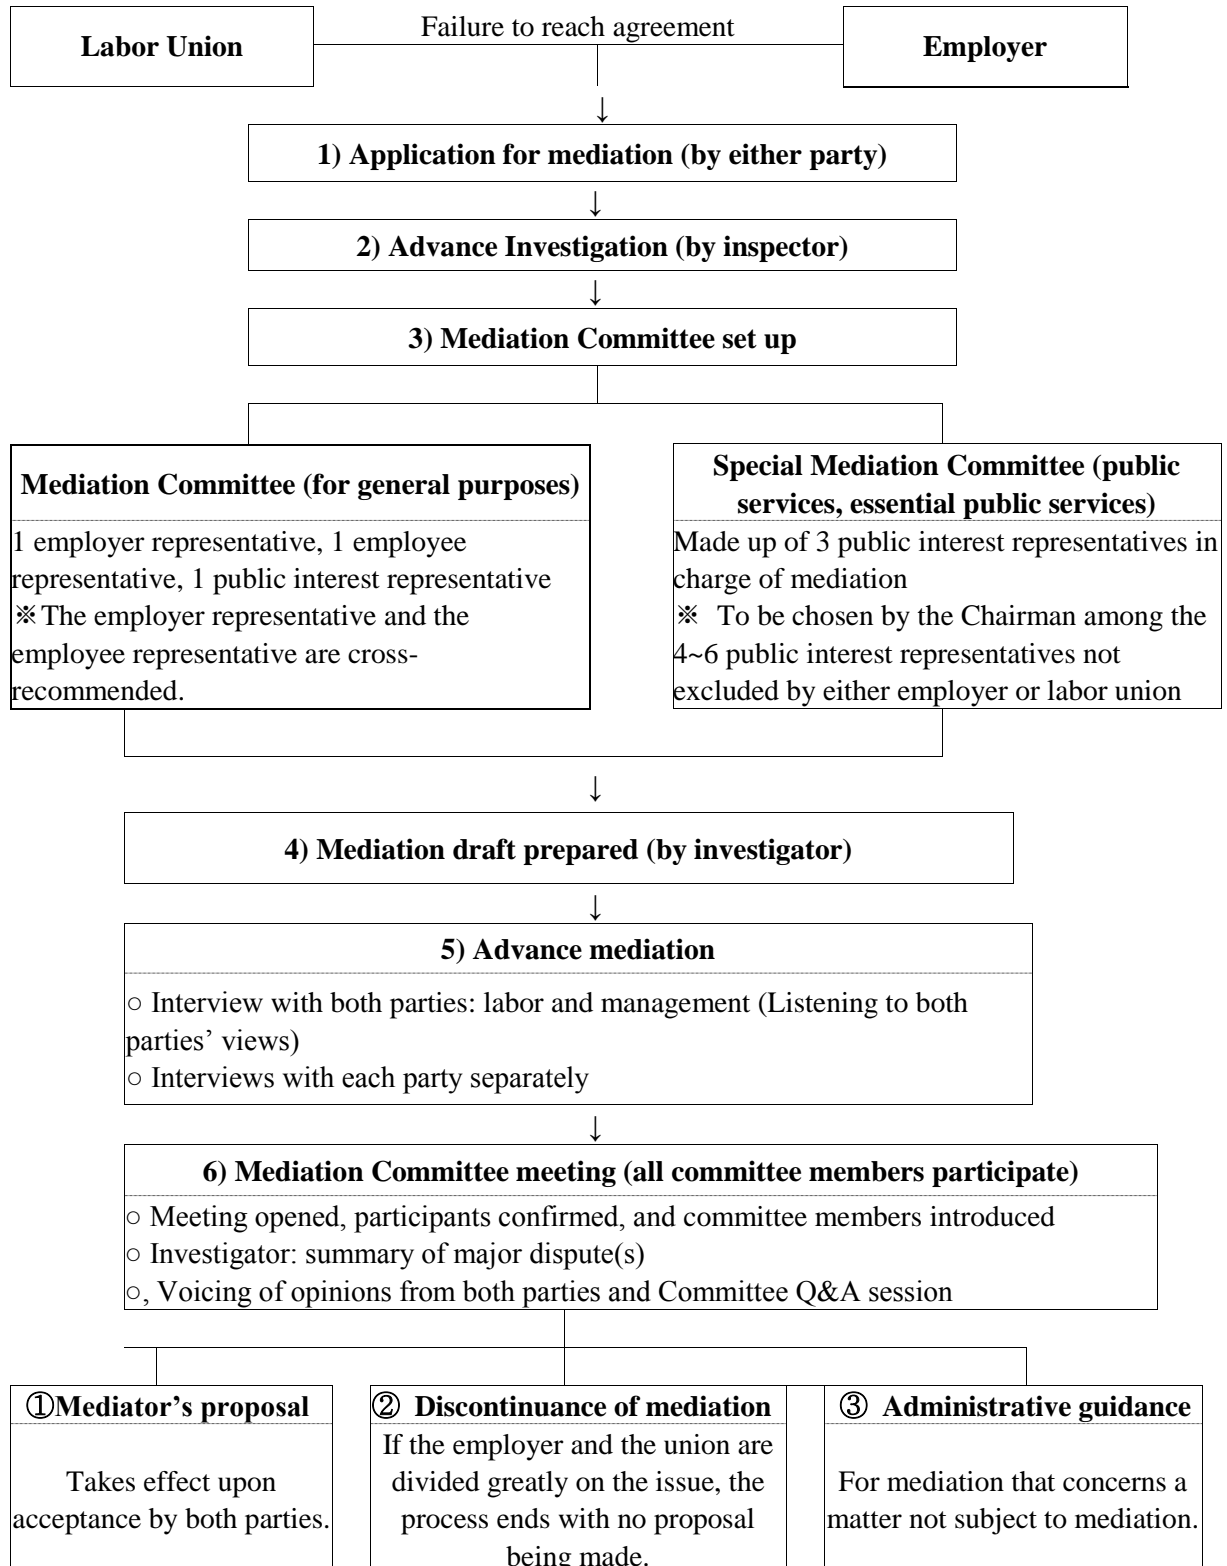 Labor Union
Failure to reach agreement
Employer
↓
1) Application for mediation (by either party)
↓
2) Advance Investigation (by inspector)
↓
3) Mediation Committee set up
Mediation Committee (for general purposes)
1 employer representative, 1 employee
representative, 1 public interest representative
※The employer representative and the
employee representative are cross-
recommended.
Special Mediation Committee (public
services, essential public services)
Made up of 3 public interest representatives in
charge of mediation
※ To be chosen by the Chairman among the
4~6 public interest representatives not
excluded by either employer or labor union
↓
4) Mediation draft prepared (by investigator)
↓
5) Advance mediation
○ Interview with both parties: labor and management (Listening to both
parties’ views)
○ Interviews with each party separately
↓
6) Mediation Committee meeting (all committee members participate)
○ Meeting opened, participants confirmed, and committee members introduced
○ Investigator: summary of major dispute(s)
○, Voicing of opinions from both parties and Committee Q&A session
①Mediator’s proposal
Takes effect upon
acceptance by both parties.
② Discontinuance of mediation
If the employer and the union are
divided greatly on the issue, the
process ends with no proposal
being made.
③ Administrative guidance
For mediation that concerns a
matter not subject to mediation.